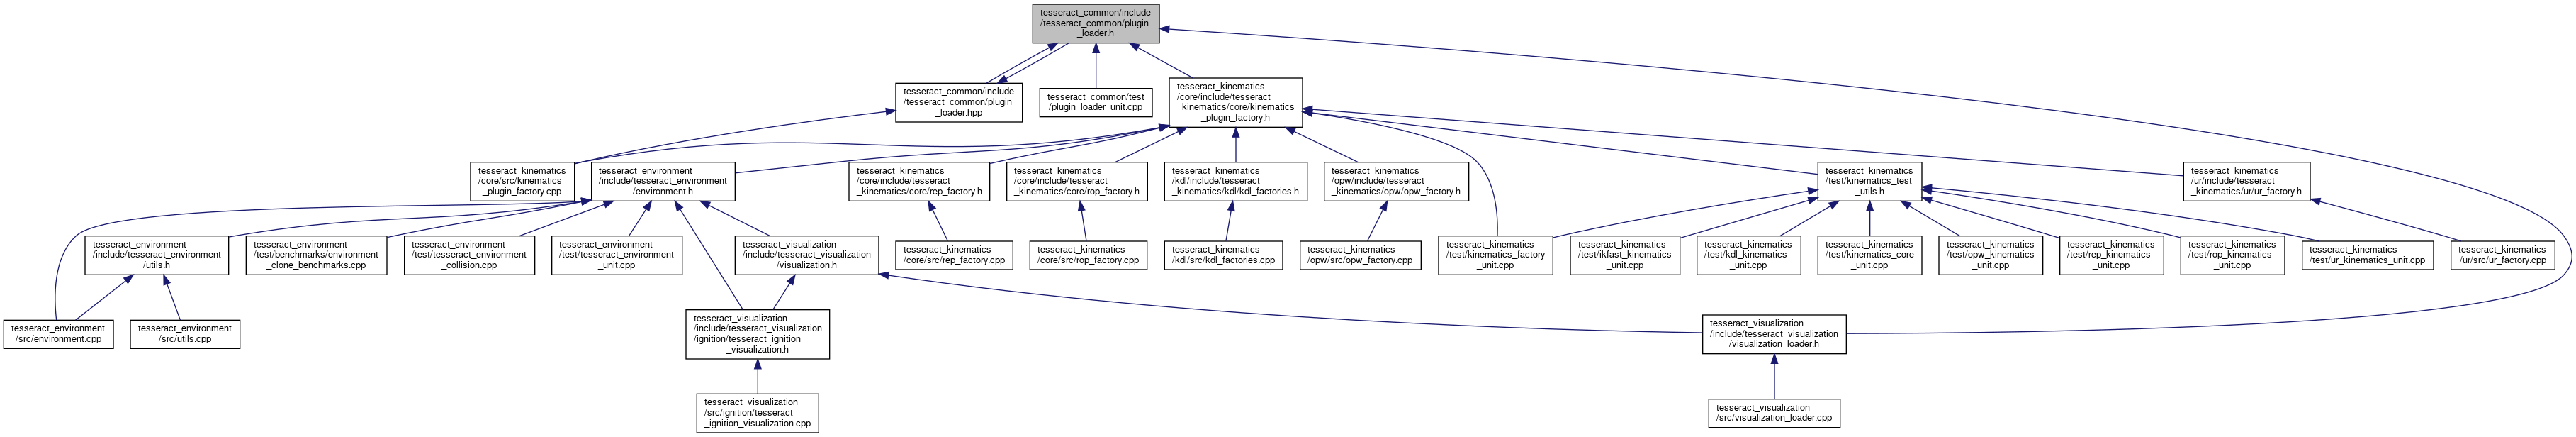 tesseract_common/include
/tesseract_common/plugin
_loader.h
tesseract_common/include
/tesseract_common/plugin
_loader.hpp
tesseract_common/test
/plugin_loader_unit.cpp
tesseract_kinematics
/core/include/tesseract
_kinematics/core/kinematics
_plugin_factory.h
tesseract_kinematics
/core/src/kinematics
_plugin_factory.cpp
tesseract_environment
/include/tesseract_environment
/environment.h
tesseract_kinematics
/core/include/tesseract
_kinematics/core/rep_factory.h
tesseract_kinematics
/core/include/tesseract
_kinematics/core/rop_factory.h
tesseract_kinematics
/kdl/include/tesseract
_kinematics/kdl/kdl_factories.h
tesseract_kinematics
/opw/include/tesseract
_kinematics/opw/opw_factory.h
tesseract_kinematics
/test/kinematics_test
_utils.h
tesseract_kinematics
/ur/include/tesseract
_kinematics/ur/ur_factory.h
tesseract_environment
/include/tesseract_environment
/utils.h
tesseract_environment
/test/benchmarks/environment
_clone_benchmarks.cpp
tesseract_environment
/test/tesseract_environment
_collision.cpp
tesseract_environment
/test/tesseract_environment
_unit.cpp
tesseract_visualization
/include/tesseract_visualization
/visualization.h
tesseract_kinematics
/core/src/rep_factory.cpp
tesseract_kinematics
/core/src/rop_factory.cpp
tesseract_kinematics
/kdl/src/kdl_factories.cpp
tesseract_kinematics
/opw/src/opw_factory.cpp
tesseract_kinematics
/test/kinematics_factory
_unit.cpp
tesseract_kinematics
/test/ikfast_kinematics
_unit.cpp
tesseract_kinematics
/test/kdl_kinematics
_unit.cpp
tesseract_kinematics
/test/kinematics_core
_unit.cpp
tesseract_kinematics
/test/opw_kinematics
_unit.cpp
tesseract_kinematics
/test/rep_kinematics
_unit.cpp
tesseract_kinematics
/test/rop_kinematics
_unit.cpp
tesseract_kinematics
/test/ur_kinematics_unit.cpp
tesseract_kinematics
/ur/src/ur_factory.cpp
tesseract_environment
/src/environment.cpp
tesseract_environment
/src/utils.cpp
tesseract_visualization
/include/tesseract_visualization
/ignition/tesseract_ignition
_visualization.h
tesseract_visualization
/include/tesseract_visualization
/visualization_loader.h
tesseract_visualization
/src/ignition/tesseract
_ignition_visualization.cpp
tesseract_visualization
/src/visualization_loader.cpp